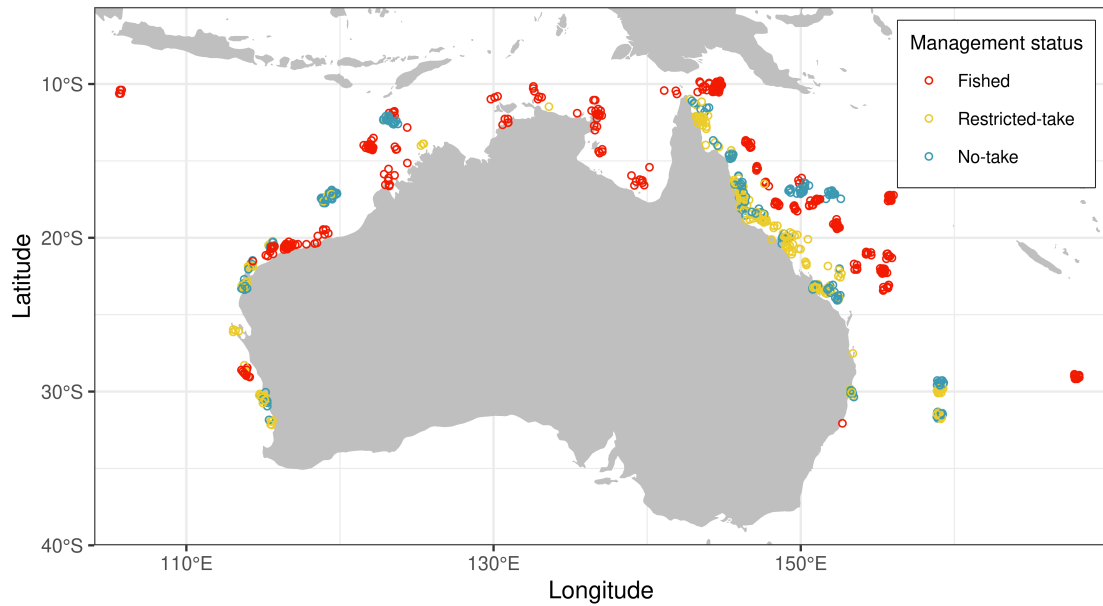 Management status
Fished
Restricted-take
No-take
10°S
20°S
30°S
40°S
Latitude
110°E
130°E
150°E
Longitude